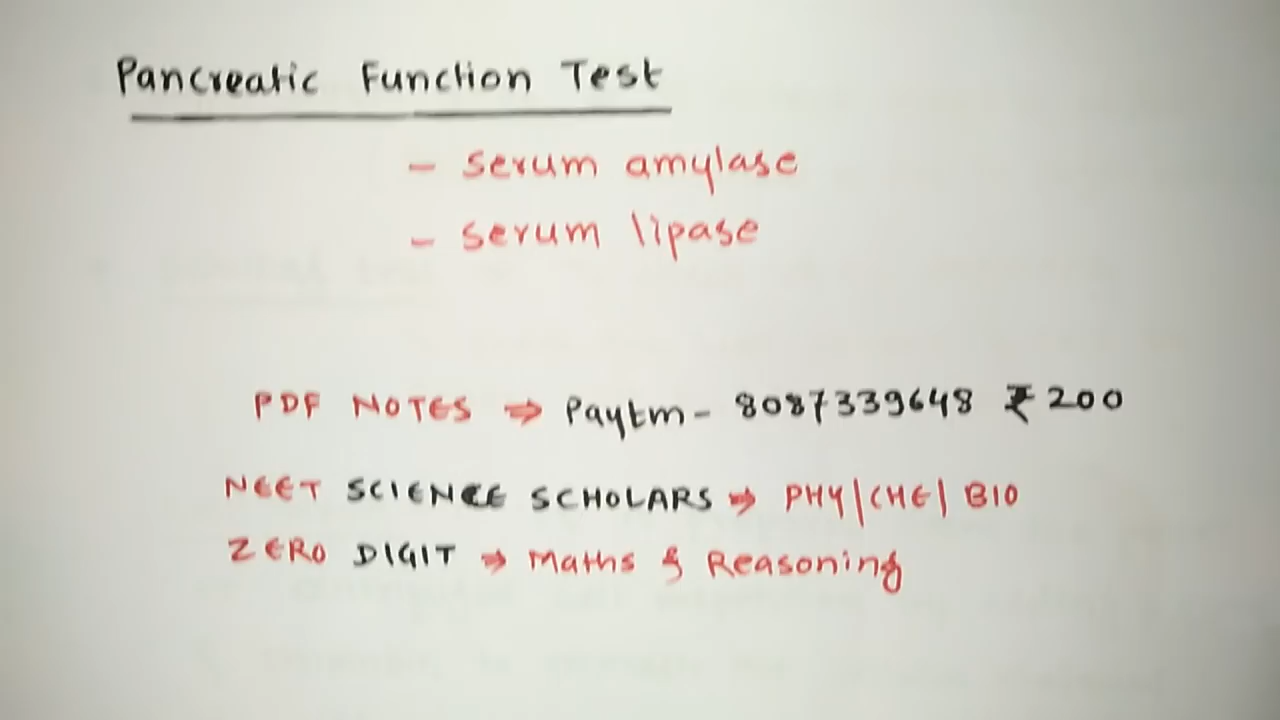 Pancreatic Function Test
- Serum amylase
- Serum lipase
PDF NOTES ⇒ Paytm - 8087339648 ₹ 200
NEET SCIENCE SCHOLARS ⇒ PHY/CHE/BIO
ZERO DIGIT ⇒ Maths & Reasoning